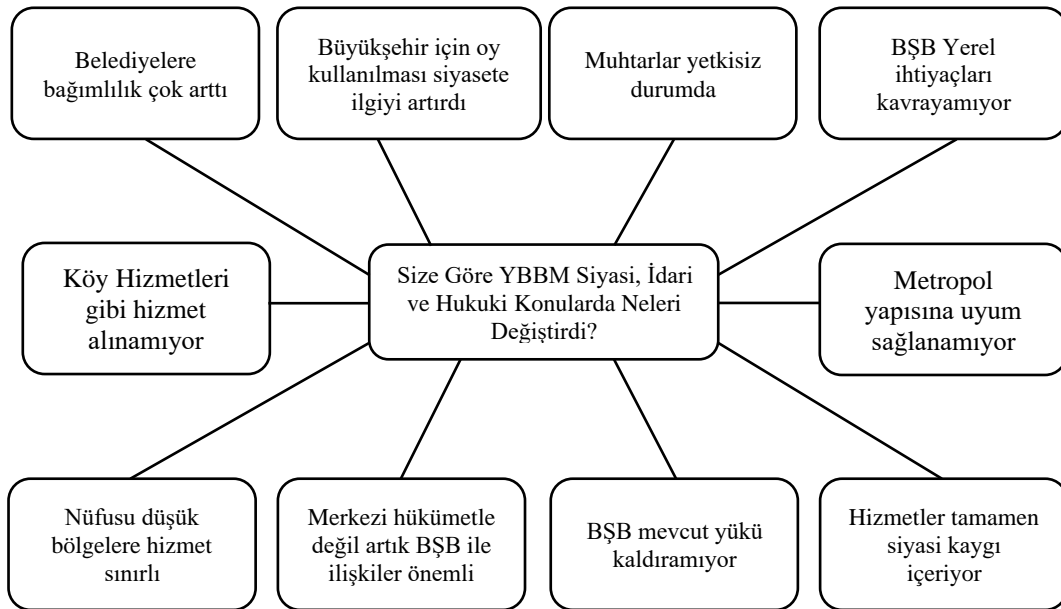 Belediyelere
bağımlılık çok arttı
Büyükşehir için oy
kullanılması siyasete
ilgiyi artırdı
Muhtarlar yetkisiz
durumda
BŞB Yerel
ihtiyaçları
kavrayamıyor
Köy Hizmetleri
gibi hizmet
alınamıyor
Size Göre YBBM Siyasi, İdari
ve Hukuki Konularda Neleri
Değiştirdi?
Metropol
yapısına uyum
sağlanamıyor
Nüfusu düşük
bölgelere hizmet
sınırlı
Merkezi hükümetle
değil artık BŞB ile
ilişkiler önemli
BŞB mevcut yükü
kaldıramıyor
Hizmetler tamamen
siyasi kaygı
içeriyor